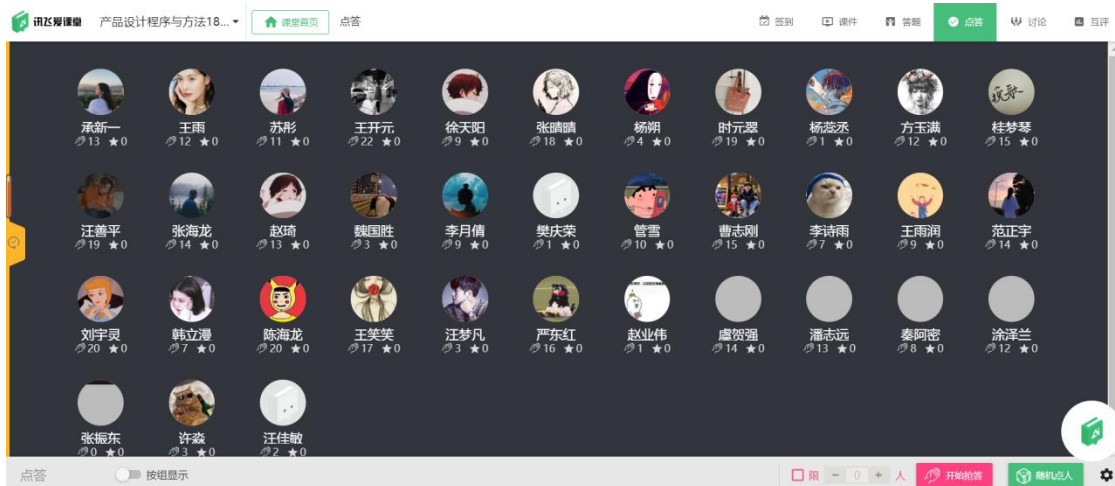 讯飞爱课堂 产品设计程序与方法18... 课堂首页 点答 签到 课件 答题 点答 讨论 互评
承新一 王雨 苏彤 王开元 徐天阳 张晴晴 杨朔 时元翠 杨蕊丞 方玉满 桂梦琴
13 ★0 12 ★0 11 ★0 22 ★0 9 ★0 18 ★0 4 ★0 19 ★0 1 ★0 12 ★0 15 ★0
汪善平 张海龙 赵琦 魏国胜 李月倩 樊庆荣 管雪 曹志刚 李诗雨 王雨润 范正宇
19 ★0 14 ★0 13 ★0 3 ★0 9 ★0 1 ★0 10 ★0 15 ★0 7 ★0 9 ★0 14 ★0
刘宇灵 韩立漫 陈海龙 王笑笑 汪梦凡 严东红 赵业伟 盧贺强 潘志远 秦阿密 涂泽兰
20 ★0 7 ★0 20 ★0 17 ★0 3 ★0 16 ★0 1 ★0 14 ★0 13 ★0 8 ★0 12 ★0
张振东 许淼 汪佳敏
0 ★0 3 ★0 2 ★0
点答 按组显示 限 - 0 + 人 开始抢答 随机点人